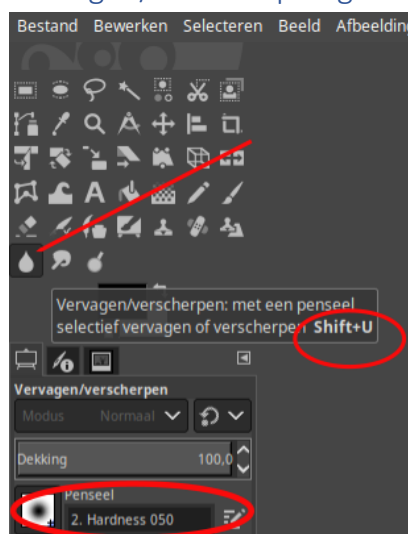 Bestand Bewerken Selecteren Beeld
Vervagen/verscherpen: met een penseel
selectief vervagen of verscherpen Shift+U
Vervagen/verscherpen
Modus Normaal
Dekking 100,0
Penseel
2. Hardness 050